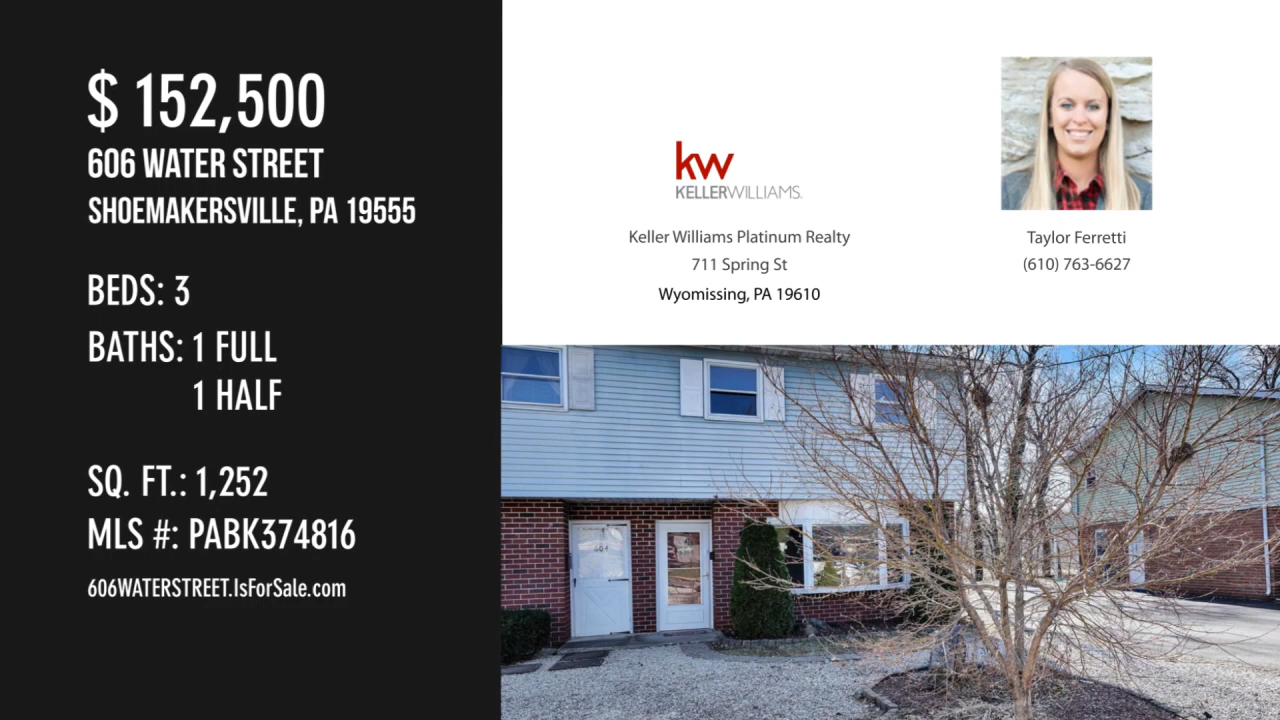 $ 152,500
606 WATER STREET
SHOEMAKERSVILLE, PA 19555
BEDS: 3
BATHS: 1 FULL
1 HALF
SQ. FT.: 1,252
MLS #: PABK374816
606WATERSTREET.IsForSale.com
kw
KELLERWILLIAMS.
Keller Williams Platinum Realty
711 Spring St
Wyomissing, PA 19610
Taylor Ferretti
(610) 763-6627
604